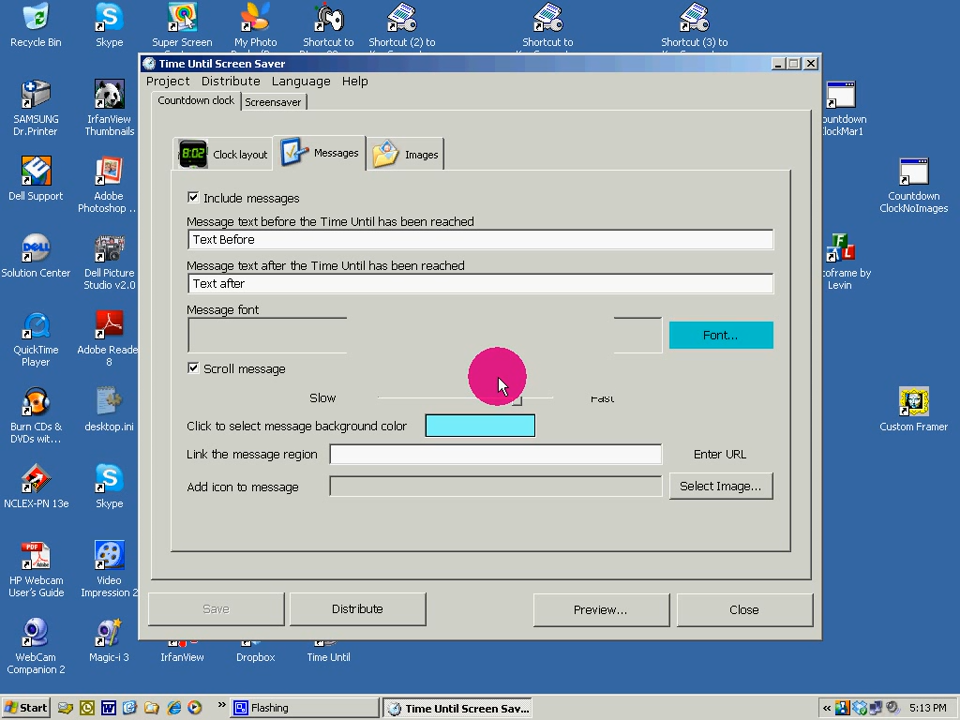 Recycle Bin
Skype
Super Screen
My Photo
Shortcut to
Shortcut (2) to
Shortcut to
Shortcut (3) to
Time Until Screen Saver
Project Distribute Language Help
Countdown clock Screensaver
SAMSUNG
Dr.Printer
IrfanView
Thumbnails
8:02 Clock layout Messages Images
Include messages
Message text before the Time Until has been reached
Text Before
Message text after the Time Until has been reached
Text after
Message font
Font...
Scroll message
Slow Fast
Click to select message background color
Link the message region Enter URL
Add icon to message Select Image...
Save Distribute Preview... Close
Dell Support
Adobe
Photoshop ...
Countdown
ClockNoImages
Solution Center
Dell Picture
Studio v2.0
Levin
QuickTime
Player
Adobe Reade
8
Burn CDs &
DVDs wit...
desktop.ini
Custom Framer
NCLEX-PN 13e
Skype
HP Webcam
User's Guide
Video
Impression 2
WebCam
Companion 2
Magic-i 3
IrfanView
Dropbox
Time Until
Start
Flashing
Time Until Screen Sav...
5:13 PM